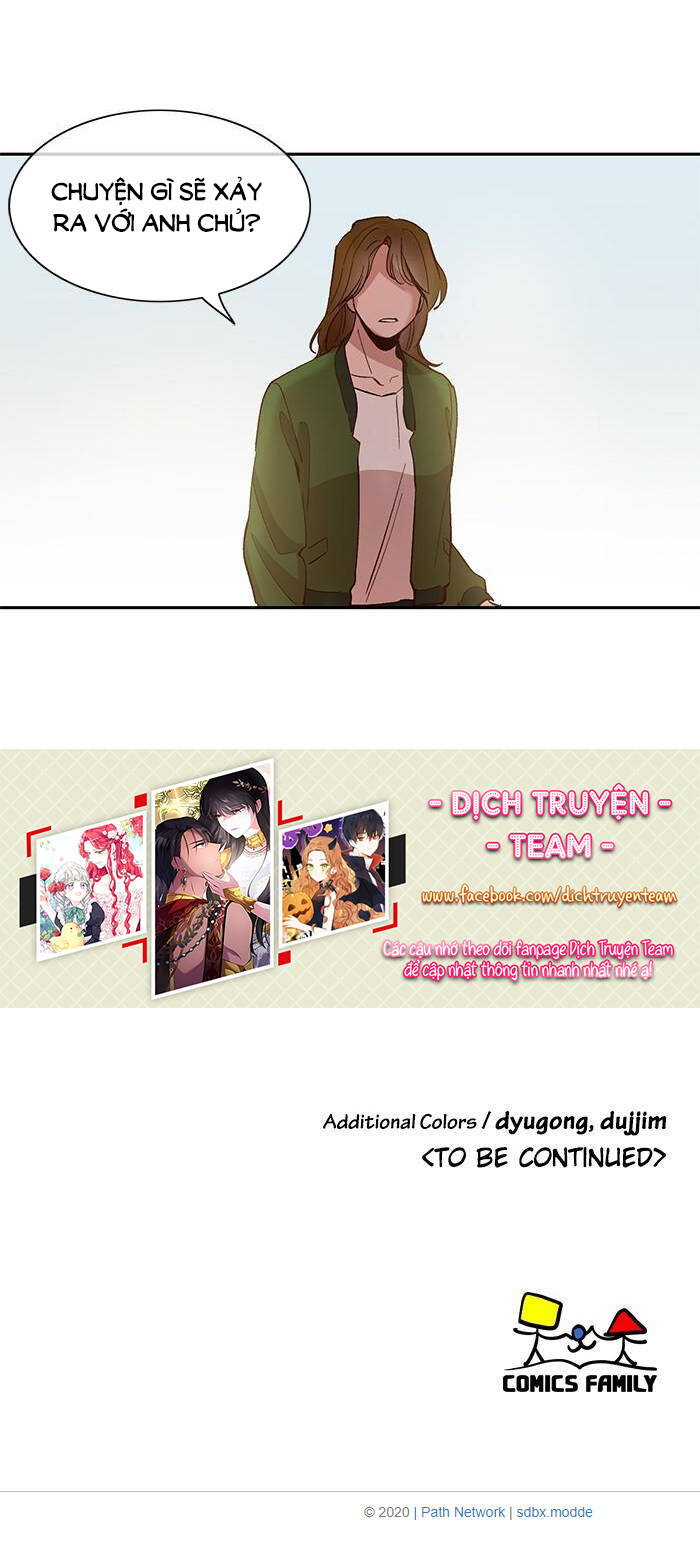 CHUYỆN GÌ SẼ XẢY
RA VỚI ANH CHỦ?
- DỊCH TRUYỆN -
- TEAM -
www.facebook.com/dichtruyenteam
Các cậu nhớ theo dõi fanpage Dịch Truyện Team
để cập nhật thông tin nhanh nhất nhé ạ!
Additional Colors / dyugong, dujjim
<TO BE CONTINUED>
COMICS FAMILY
© 2020 | Path Network | sdbx.modde